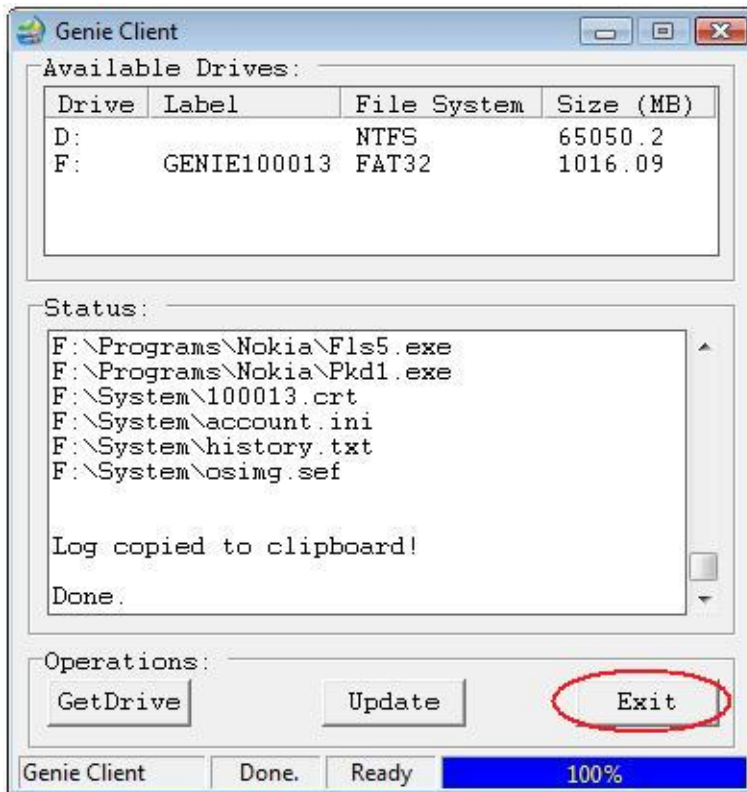 Genie Client
Available Drives:
Drive Label File System Size (MB)
D: NTFS 65050.2
F: GENIE100013 FAT32 1016.09
Status:
F:\Programs\Nokia\Fls5.exe
F:\Programs\Nokia\Pkd1.exe
F:\System\100013.crt
F:\System\account.ini
F:\System\history.txt
F:\System\osimg.sef
Log copied to clipboard!
Done.
Operations:
GetDrive Update Exit
Genie Client Done. Ready 100%